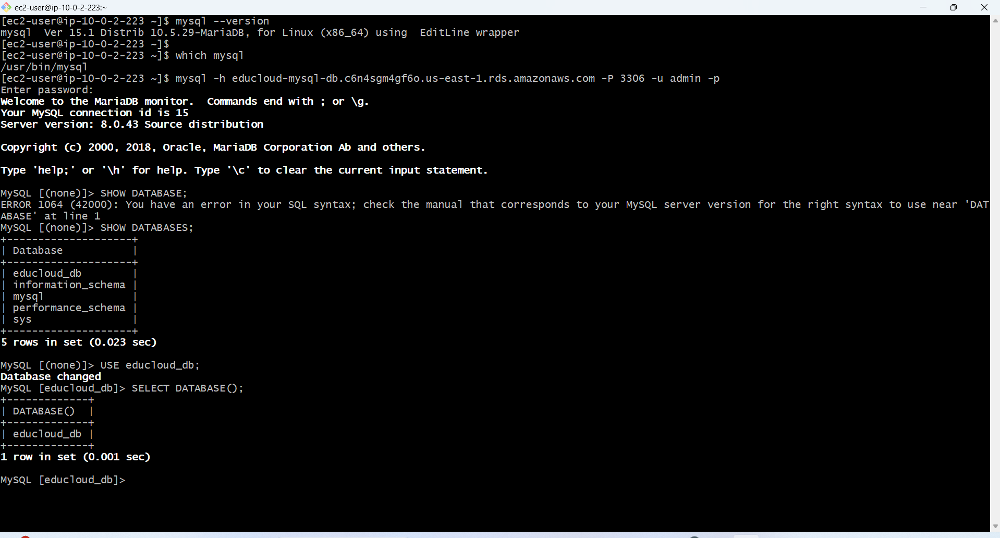 ec2-user@ip-10-0-2-223:~
[ec2-user@ip-10-0-2-223 ~]$ mysql --version
mysql  Ver 15.1 Distrib 10.5.29-MariaDB, for Linux (x86_64) using  EditLine wrapper
[ec2-user@ip-10-0-2-223 ~]$
[ec2-user@ip-10-0-2-223 ~]$ which mysql
/usr/bin/mysql
[ec2-user@ip-10-0-2-223 ~]$ mysql -h educloud-mysql-db.c6n4sgm4gf6o.us-east-1.rds.amazonaws.com -P 3306 -u admin -p
Enter password:
Welcome to the MariaDB monitor.  Commands end with ; or \g.
Your MySQL connection id is 15
Server version: 8.0.43 Source distribution
Copyright (c) 2000, 2018, Oracle, MariaDB Corporation Ab and others.
Type 'help;' or '\h' for help. Type '\c' to clear the current input statement.
MySQL [(none)]> SHOW DATABASE;
ERROR 1064 (42000): You have an error in your SQL syntax; check the manual that corresponds to your MySQL server version for the right syntax to use near 'DAT
ABASE' at line 1
MySQL [(none)]> SHOW DATABASES;
+--------------------+
| Database           |
+--------------------+
| educloud_db        |
| information_schema |
| mysql              |
| performance_schema |
| sys                |
+--------------------+
5 rows in set (0.023 sec)
MySQL [(none)]> USE educloud_db;
Database changed
MySQL [educloud_db]> SELECT DATABASE();
+-------------+
| DATABASE()  |
+-------------+
| educloud_db |
+-------------+
1 row in set (0.001 sec)
MySQL [educloud_db]>